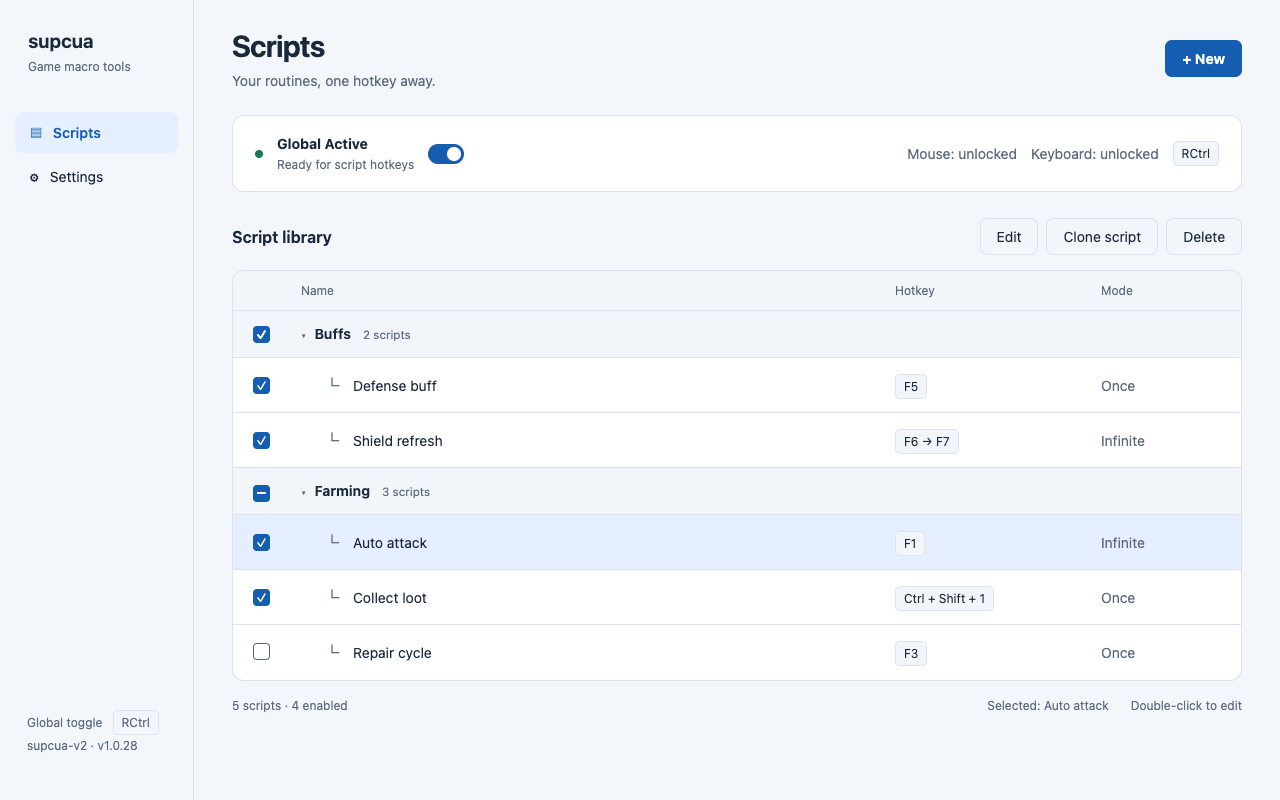 supcua
Game macro tools
Scripts
Settings
Global toggle RCtrl
supcua-v2 · v1.0.28
Scripts
Your routines, one hotkey away.
+ New
Global Active
Ready for script hotkeys
Mouse: unlocked Keyboard: unlocked RCtrl
Script library
Edit Clone script Delete
Name Hotkey Mode
Buffs 2 scripts
Defense buff F5 Once
Shield refresh F6 → F7 Infinite
Farming 3 scripts
Auto attack F1 Infinite
Collect loot Ctrl + Shift + 1 Once
Repair cycle F3 Once
5 scripts · 4 enabled
Selected: Auto attack Double-click to edit